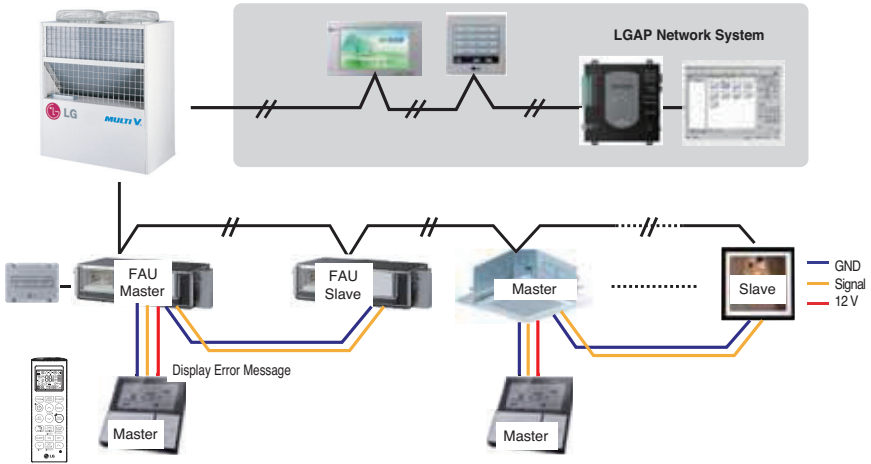 LGAP Network System
LG
MULTI V.
FAU
Master
FAU
Slave
Master
Slave
GND
Signal
12 V
Display Error Message
Master
Master
LG